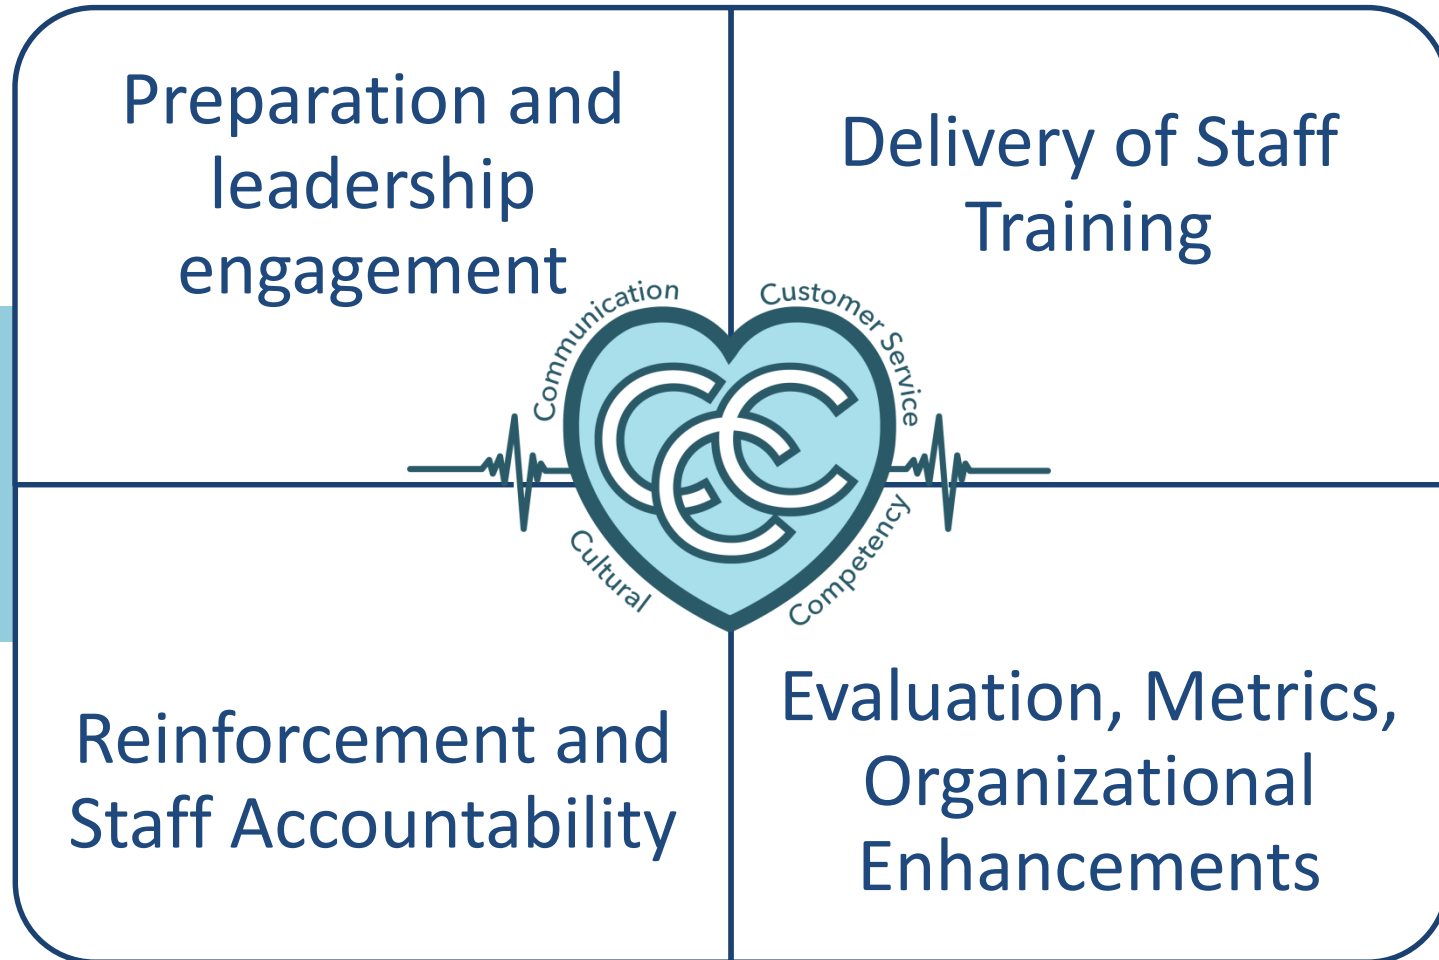 Preparation and
leadership
engagement
Delivery of Staff
Training
Communication
Customer Service
CCC
Cultural
Competency
Reinforcement and
Staff Accountability
Evaluation, Metrics,
Organizational
Enhancements